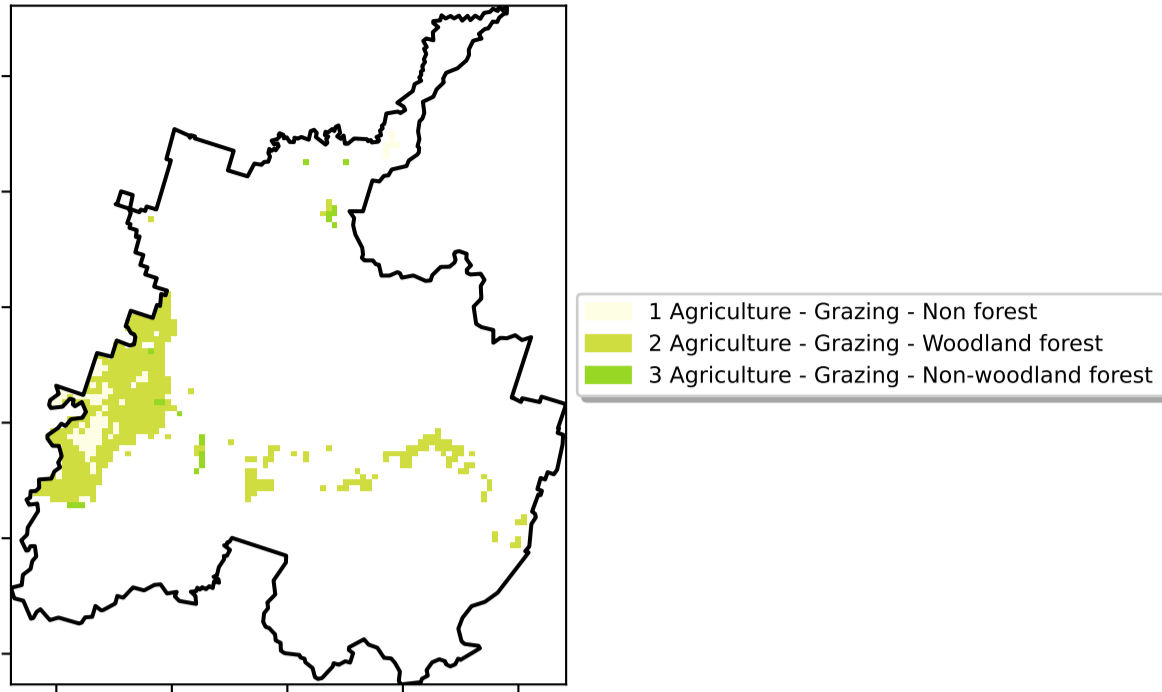 1 Agriculture - Grazing - Non forest
2 Agriculture - Grazing - Woodland forest
3 Agriculture - Grazing - Non-woodland forest